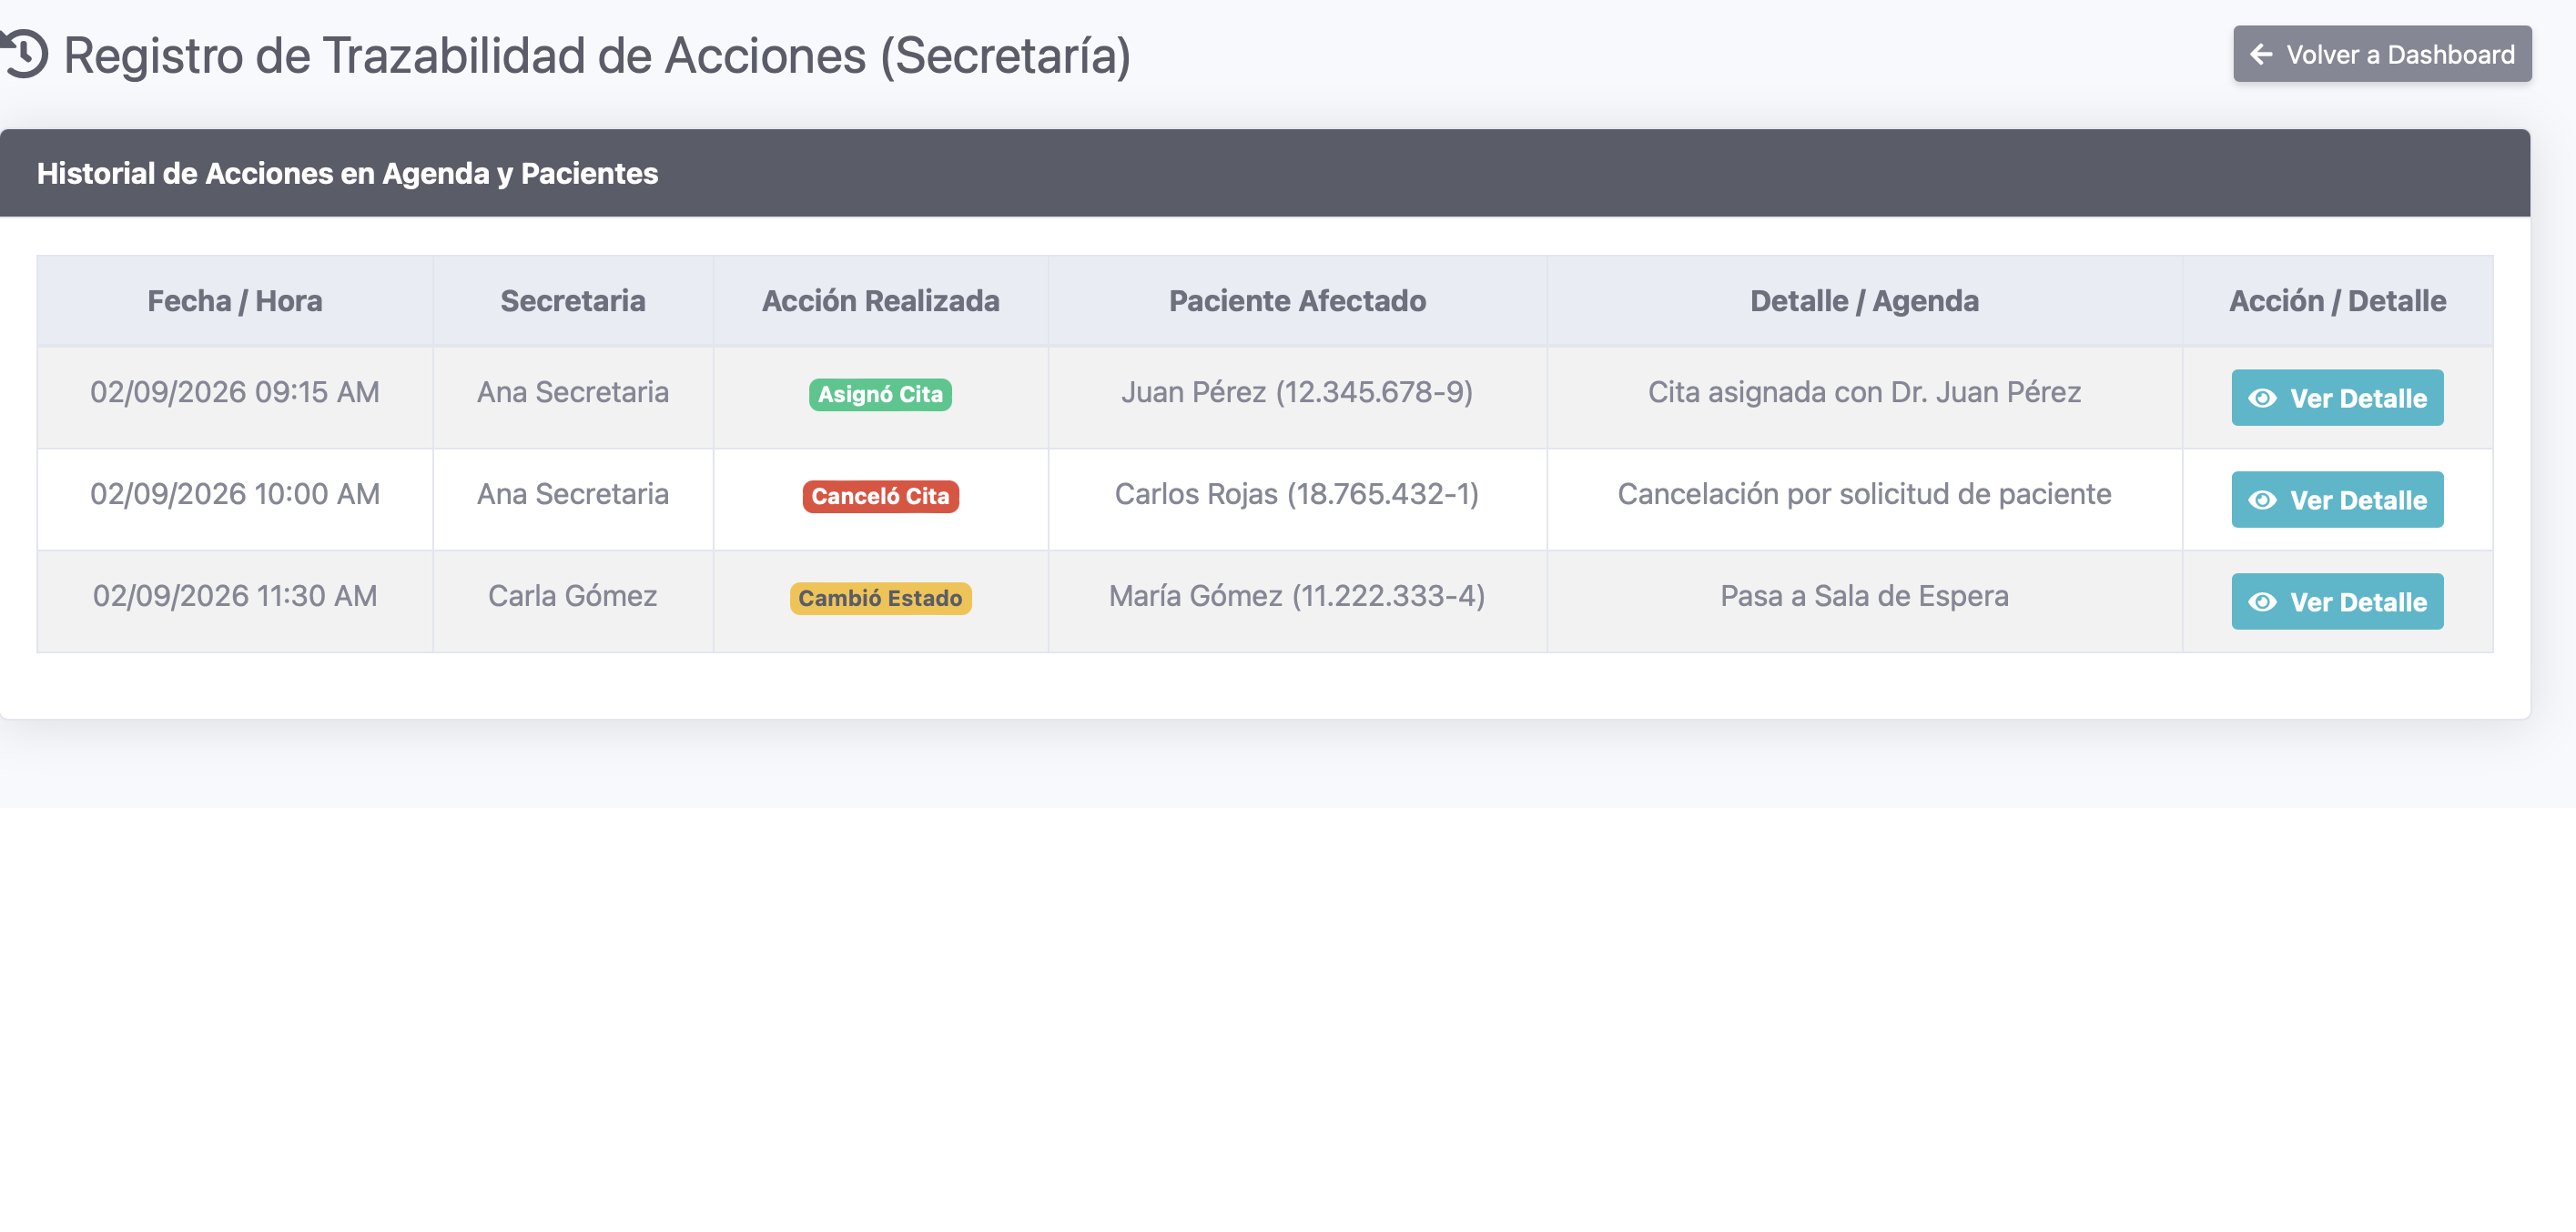 Registro de Trazabilidad de Acciones (Secretaría)
Volver a Dashboard
Historial de Acciones en Agenda y Pacientes
Fecha / Hora Secretaria Acción Realizada Paciente Afectado Detalle / Agenda Acción / Detalle
02/09/2026 09:15 AM Ana Secretaria Asignó Cita Juan Pérez (12.345.678-9) Cita asignada con Dr. Juan Pérez Ver Detalle
02/09/2026 10:00 AM Ana Secretaria Canceló Cita Carlos Rojas (18.765.432-1) Cancelación por solicitud de paciente Ver Detalle
02/09/2026 11:30 AM Carla Gómez Cambió Estado María Gómez (11.222.333-4) Pasa a Sala de Espera Ver Detalle